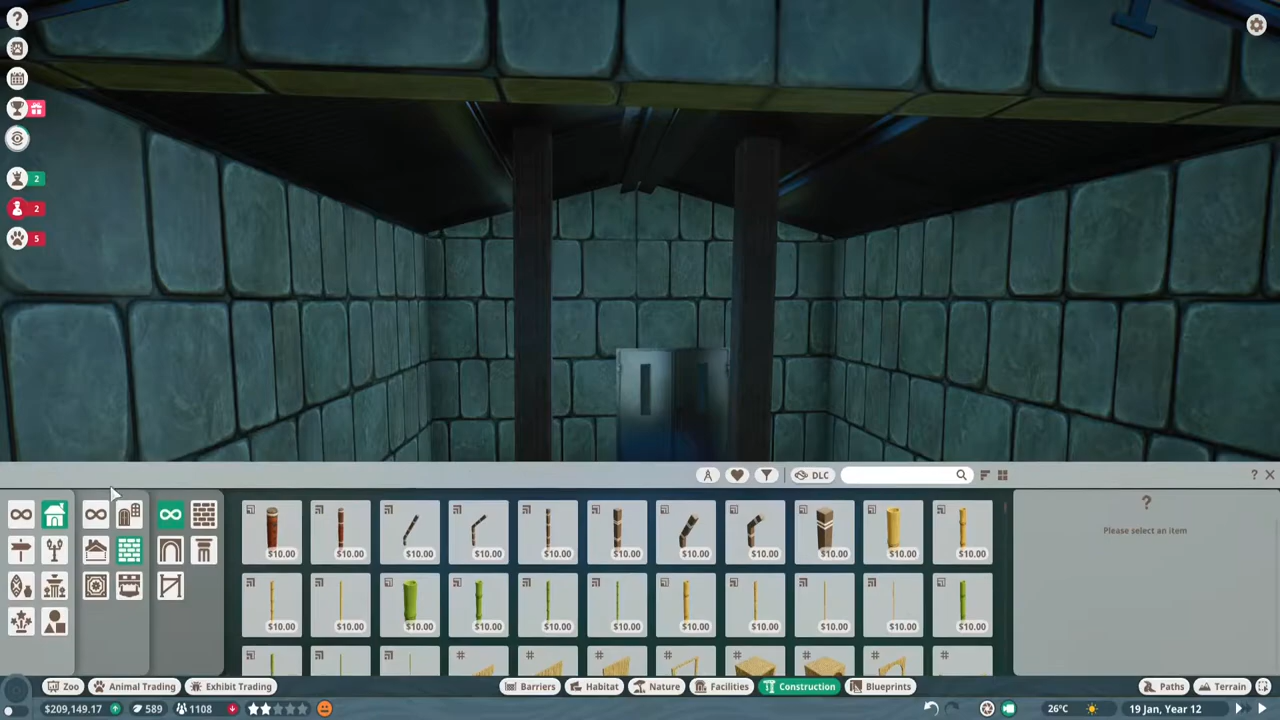 2
2
5
DLC
? 
$10.00 $10.00 $10.00 $10.00 $10.00 $10.00 $10.00 $10.00 $10.00 $10.00 $10.00
$10.00 $10.00 $10.00 $10.00 $10.00 $10.00 $10.00 $10.00 $10.00 $10.00 $10.00
?
Please select an item
Zoo Animal Trading Exhibit Trading Barriers Habitat Nature Facilities Construction Blueprints Paths Terrain
$209,149.17 589 1108 26°C 19 Jan, Year 12